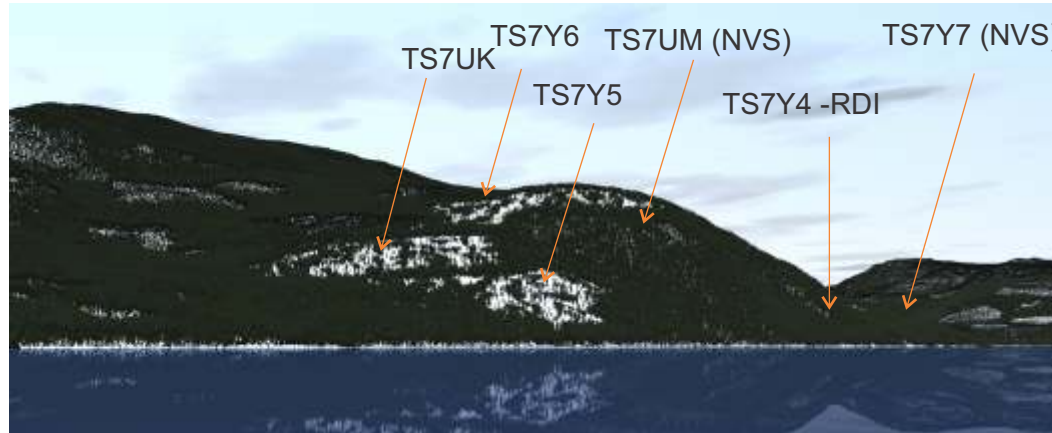 TS7Y6
TS7UM (NVS)
TS7Y7 (NVS)
TS7UK
TS7Y5
TS7Y4 -RDI